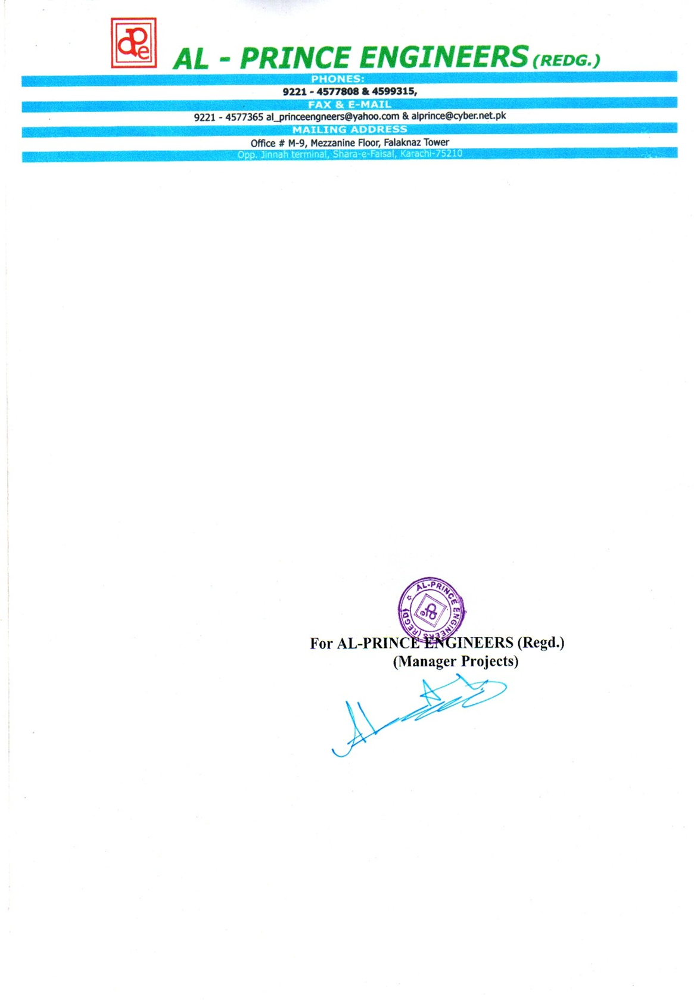 ape
AL - PRINCE ENGINEERS (REDG.)
PHONES:
9221 - 4577808 & 4599315,
FAX & E-MAIL
9221 - 4577365 al_princeengneers@yahoo.com & alprince@cyber.net.pk
MAILING ADDRESS
Office # M-9, Mezzanine Floor, Falaknaz Tower
Opp. Jinnah terminal, Shara-e-Faisal, Karachi-75210
AL-PRINCE ENGINEERS (REGD)
ape
For AL-PRINCE ENGINEERS (Regd.)
(Manager Projects)